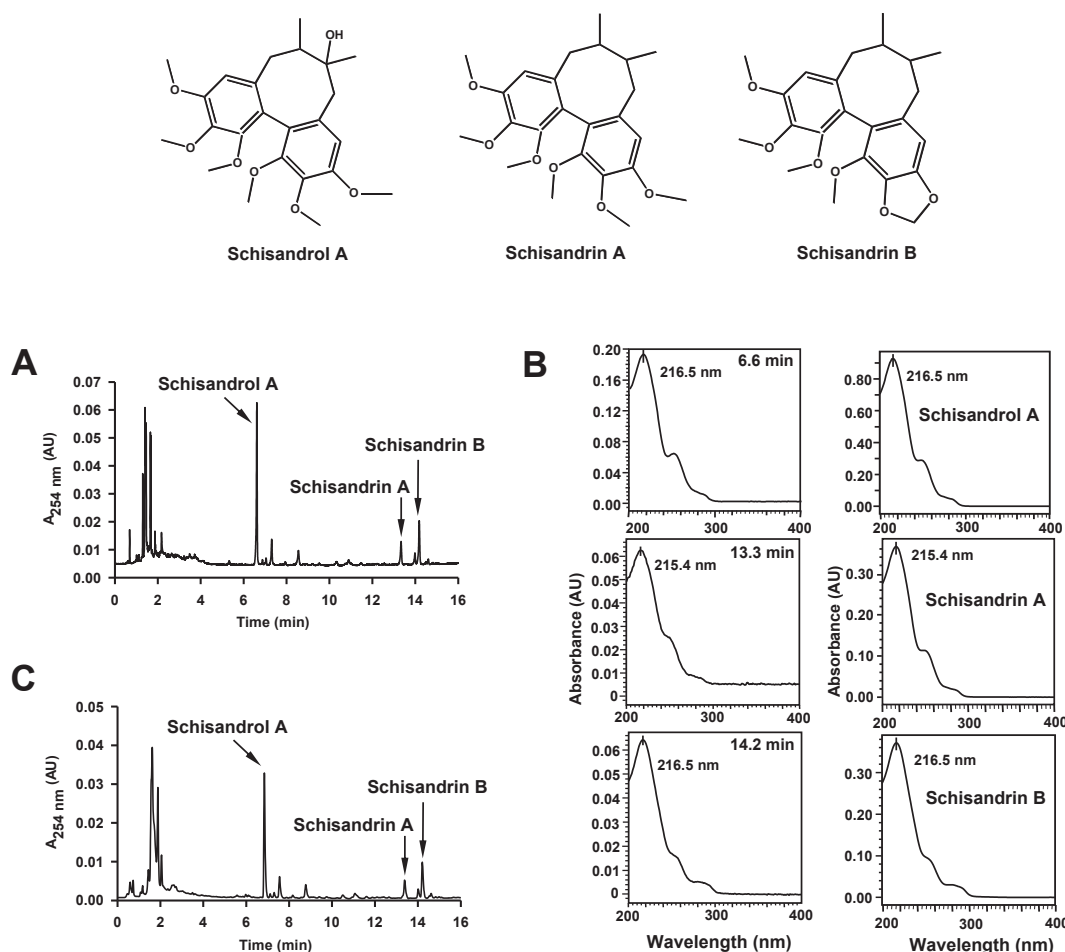 OH
O
O
O
O
O
O
Schisandrol A
O
O
O
O
O
O
Schisandrin A
O
O
O
O
O
O
Schisandrin B
A
0.07
0.06
0.05
0.04
0.03
0.02
0.01
0.00
A254 nm (AU)
Schisandrol A
Schisandrin A
Schisandrin B
0 2 4 6 8 10 12 14 16
Time (min)
B
0.20
0.16
0.12
0.08
0.04
0.00
6.6 min
216.5 nm
200 300 400
0.80
0.60
0.40
0.20
0.00
216.5 nm
Schisandrol A
200 300 400
0.06
0.05
0.04
0.03
0.02
0.01
0
13.3 min
215.4 nm
200 300 400
Absorbance (AU)
0.30
0.20
0.10
0.00
215.4 nm
Schisandrin A
200 300 400
Absorbance (AU)
0.06
0.05
0.04
0.03
0.02
0.01
0
14.2 min
216.5 nm
200 300 400
Wavelength (nm)
0.30
0.20
0.10
0.00
216.5 nm
Schisandrin B
200 300 400
Wavelength (nm)
C
0.05
0.04
0.03
0.02
0.01
0.00
A254 nm (AU)
Schisandrol A
Schisandrin A
Schisandrin B
0 2 4 6 8 10 12 14 16
Time (min)